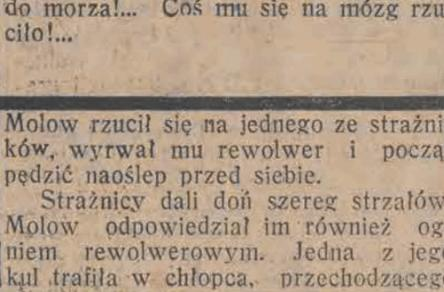 do morza!... Coś mu się na mózg rzu
ciło!...
Molow rzucił się na jednego ze strażni
ków, wyrwał mu rewolwer i począ
pędzić naoślep przed siebie.
Strażnicy dali doń szereg strzałów
Molow odpowiedział im również og
niem rewolwerowym. Jedna z jeg
kul trafiła w chłopca, przechodząceg